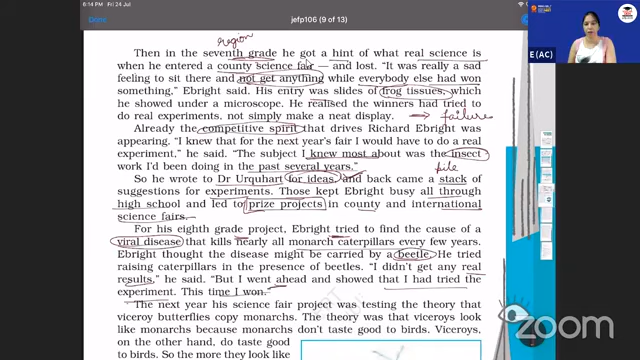 6:14 PM Fri 24 Jul
Done
jefp106 (9 of 13)
region
Then in the seventh grade he got a hint of what real science is
when he entered a county science fair — and lost. “It was really a sad
feeling to sit there and not get anything while everybody else had won
something,” Ebright said. His entry was slides of frog tissues, which
he showed under a microscope. He realised the winners had tried to
do real experiments, not simply make a neat display.
→ failure
Already the competitive spirit that drives Richard Ebright was
appearing. “I knew that for the next year’s fair I would have to do a real
experiment,” he said. “The subject I knew most about was the insect
work I’d been doing in the past several years.”
pile
So he wrote to Dr Urquhart for ideas, and back came a stack of
suggestions for experiments. Those kept Ebright busy all through
high school and led to prize projects in county and international
science fairs.
For his eighth grade project, Ebright tried to find the cause of a
viral disease that kills nearly all monarch caterpillars every few years.
Ebright thought the disease might be carried by a beetle. He tried
raising caterpillars in the presence of beetles. “I didn’t get any real
results,” he said. “But I went ahead and showed that I had tried the
experiment. This time I won.”
The next year his science fair project was testing the theory that
viceroy butterflies copy monarchs. The theory was that viceroys look
like monarchs because monarchs don’t taste good to birds. Viceroys,
on the other hand, do taste good
to birds. So the more they look like
E (AC)
zoom